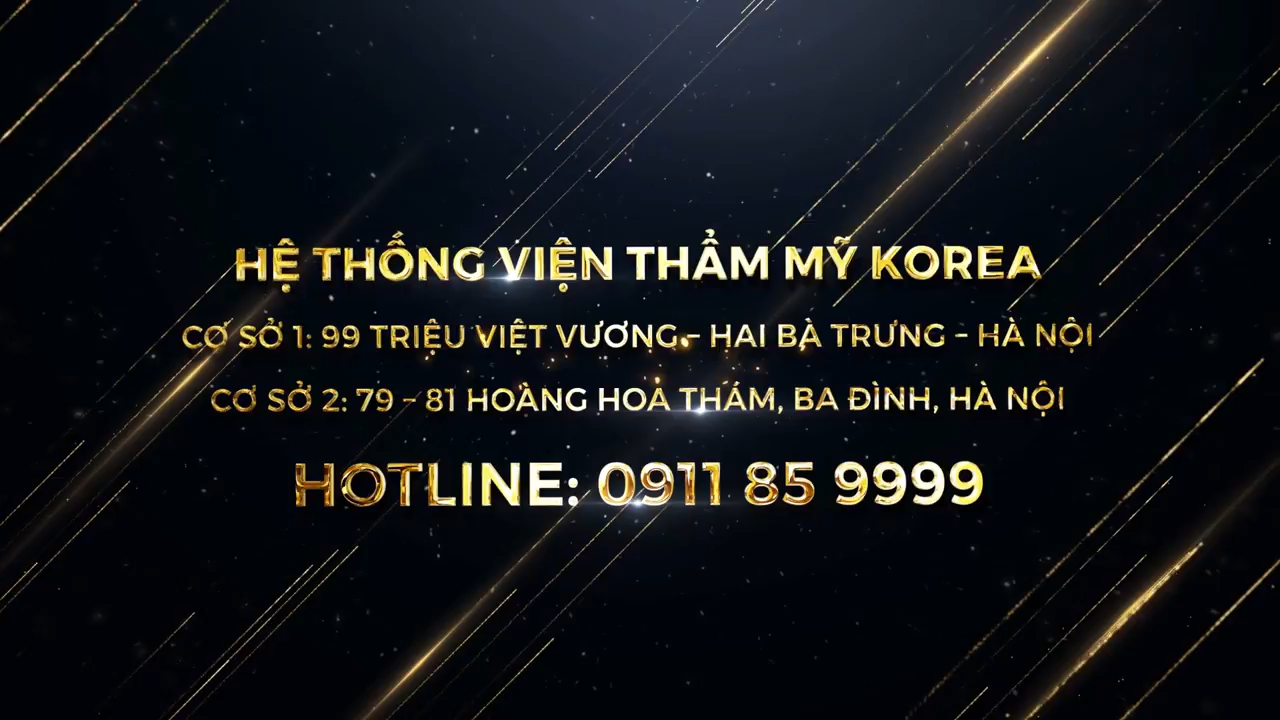 HỆ THỐNG VIỆN THẨM MỸ KOREA
CƠ SỞ 1: 99 TRIỆU VIỆT VƯƠNG - HAI BÀ TRƯNG - HÀ NỘI
CƠ SỞ 2: 79 - 81 HOÀNG HOA THÁM, BA ĐÌNH, HÀ NỘI
HOTLINE: 0911 85 9999